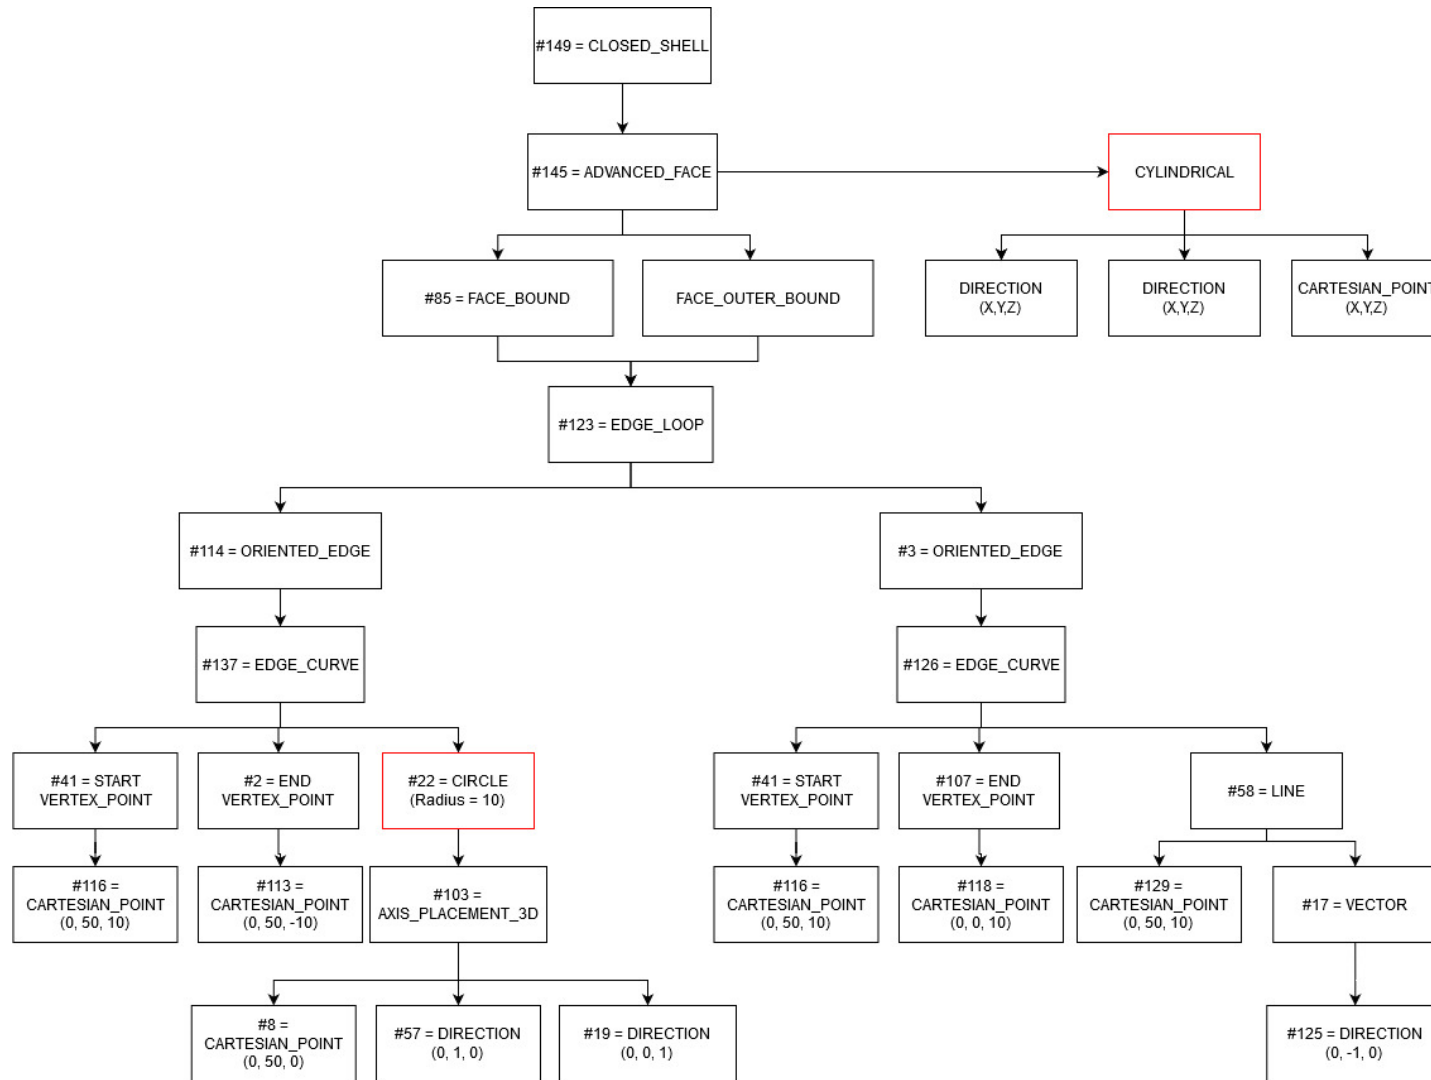 #149 = CLOSED_SHELL
#145 = ADVANCED_FACE
CYLINDRICAL
#85 = FACE_BOUND
FACE_OUTER_BOUND
DIRECTION
(X,Y,Z)
DIRECTION
(X,Y,Z)
CARTESIAN_POINT
(X,Y,Z)
#123 = EDGE_LOOP
#114 = ORIENTED_EDGE
#3 = ORIENTED_EDGE
#137 = EDGE_CURVE
#126 = EDGE_CURVE
#41 = START
VERTEX_POINT
#2 = END
VERTEX_POINT
#22 = CIRCLE
(Radius = 10)
#41 = START
VERTEX_POINT
#107 = END
VERTEX_POINT
#58 = LINE
#116 =
CARTESIAN_POINT
(0, 50, 10)
#113 =
CARTESIAN_POINT
(0, 50, -10)
#103 =
AXIS_PLACEMENT_3D
#116 =
CARTESIAN_POINT
(0, 50, 10)
#118 =
CARTESIAN_POINT
(0, 0, 10)
#129 =
CARTESIAN_POINT
(0, 50, 10)
#17 = VECTOR
#8 =
CARTESIAN_POINT
(0, 50, 0)
#57 = DIRECTION
(0, 1, 0)
#19 = DIRECTION
(0, 0, 1)
#125 = DIRECTION
(0, -1, 0)